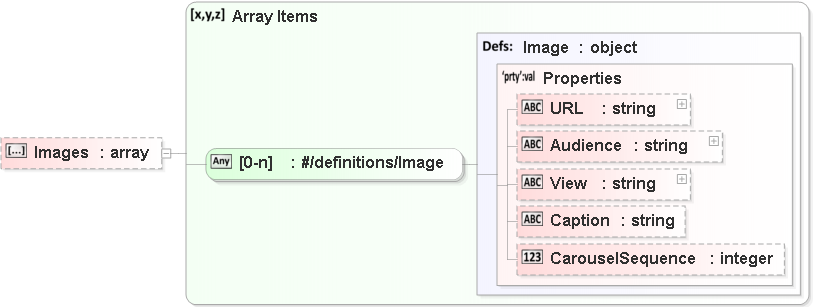 [x,y,z] Array Items
Defs: Image : object
'prty':val Properties
ABC URL : string
ABC Audience : string
[...] Images : array
Any [0-n] : #/definitions/Image
ABC View : string
ABC Caption : string
123 CarouselSequence : integer